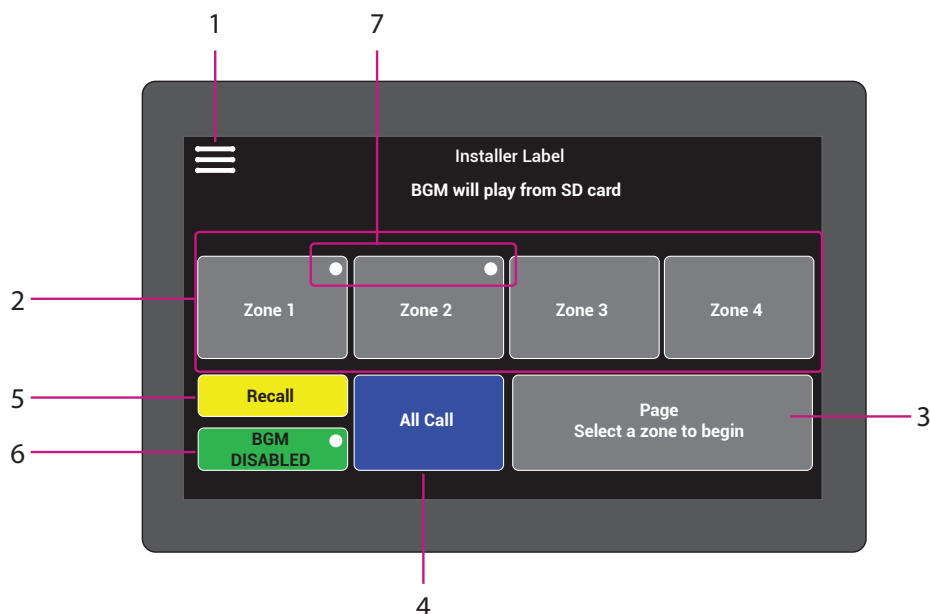 1
7
Installer Label
BGM will play from SD card
2
Zone 1
Zone 2
Zone 3
Zone 4
5
Recall
All Call
Page
Select a zone to begin
3
6
BGM
DISABLED
4